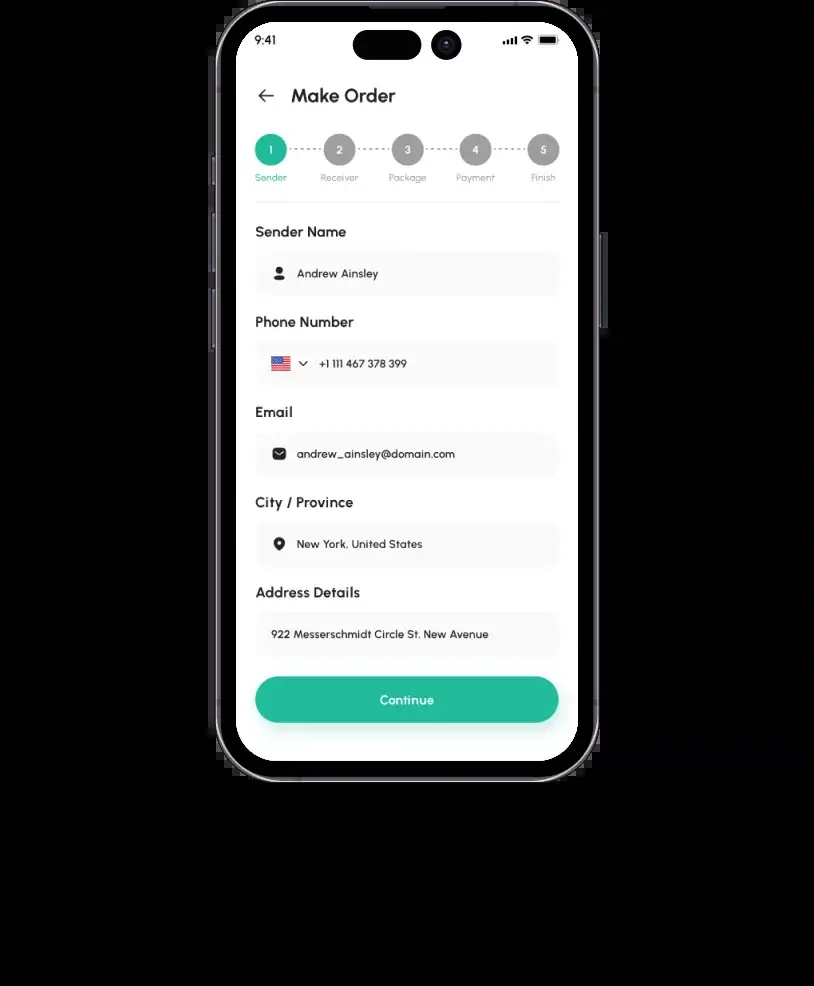 9:41
Make Order
1 2 3 4 5
Sender Receiver Package Payment Finish
Sender Name
Andrew Ainsley
Phone Number
+1 111 467 378 399
Email
andrew_ainsley@domain.com
City / Province
New York, United States
Address Details
922 Messerschmidt Circle St. New Avenue
Continue